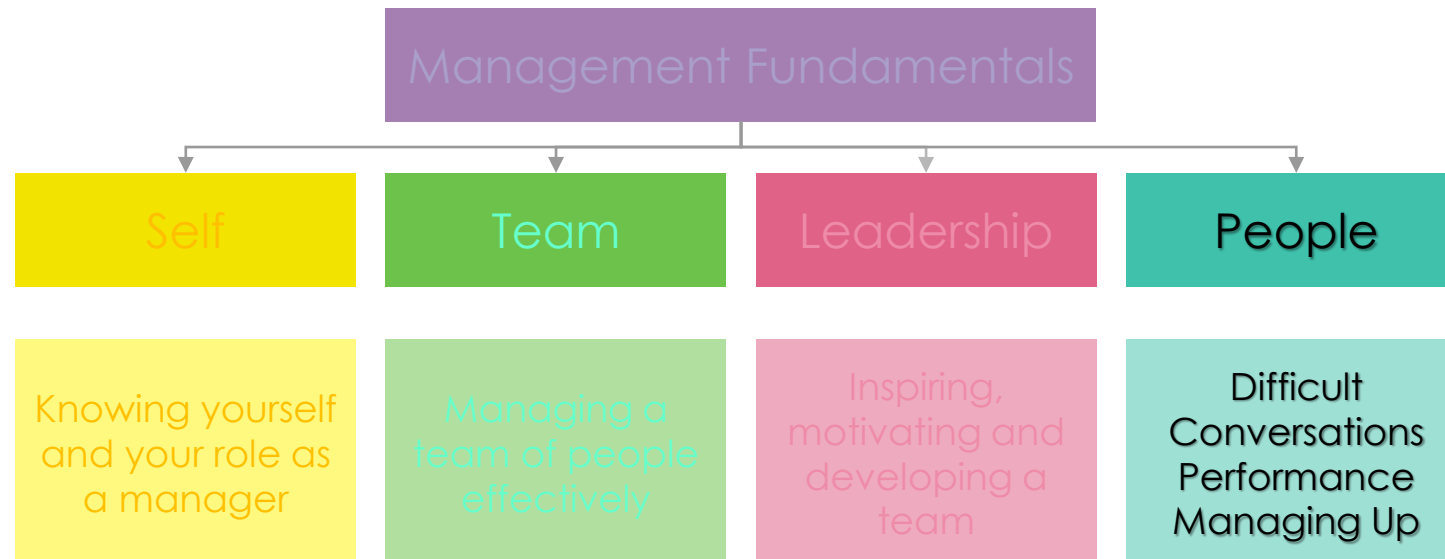 Management Fundamentals
Self
Team
Leadership
People
Knowing yourself
and your role as
a manager
Managing a
team of people
effectively
Inspiring,
motivating and
developing a
team
Difficult
Conversations
Performance
Managing Up